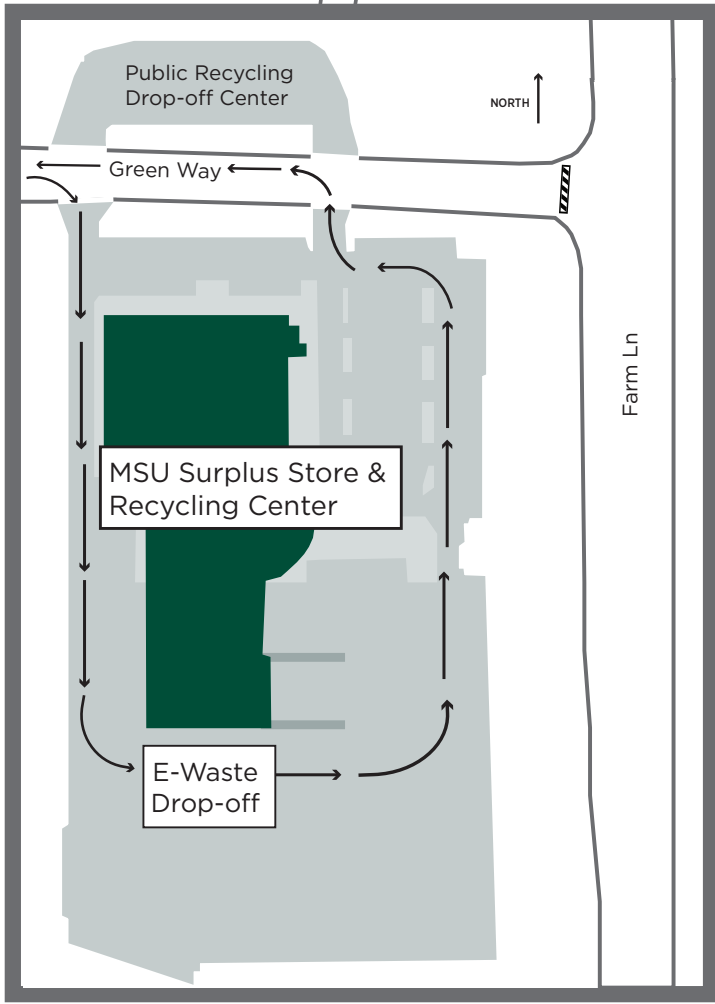 Public Recycling
Drop-off Center
NORTH
Green Way
Farm Ln
MSU Surplus Store &
Recycling Center
E-Waste
Drop-off